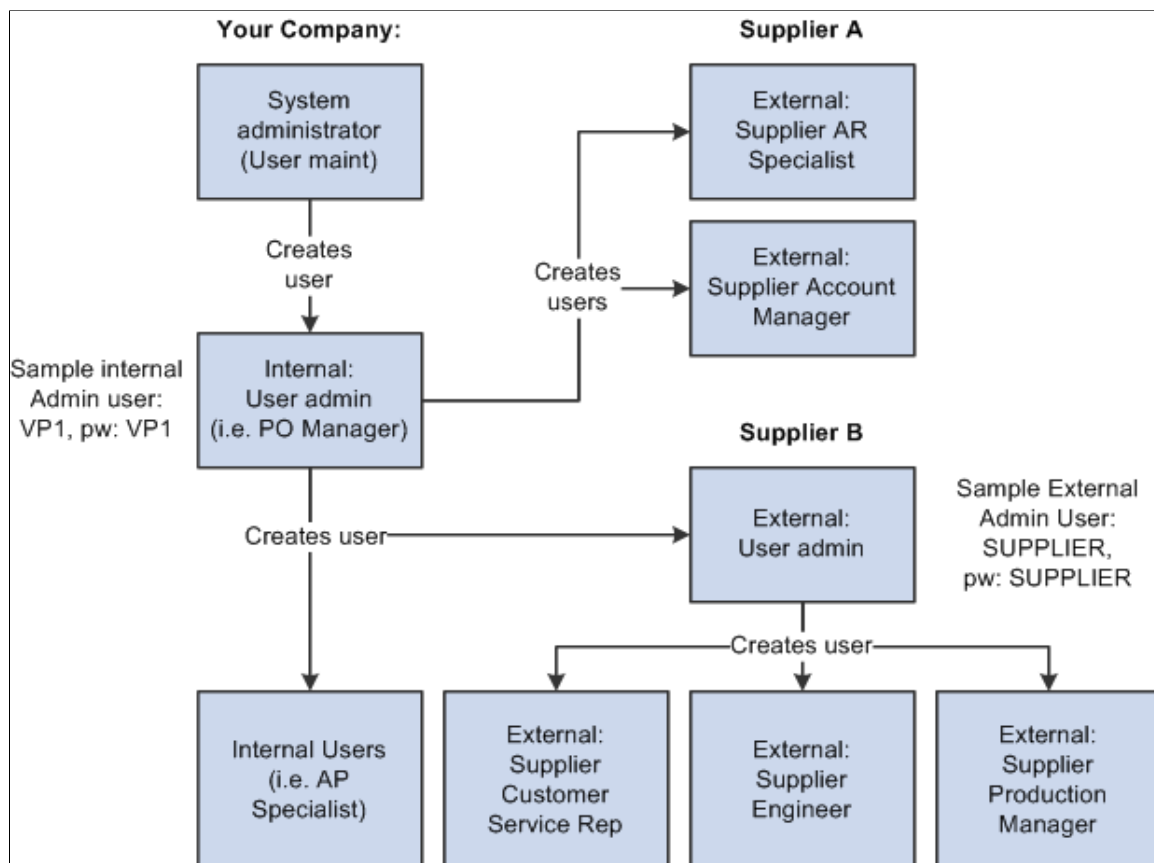 Your Company:
Supplier A
System
administrator
(User maint)
External:
Supplier AR
Specialist
Creates
user
Creates
users
External:
Supplier Account
Manager
Sample internal
Admin user:
VP1, pw: VP1
Internal:
User admin
(i.e. PO Manager)
Supplier B
External:
User admin
Sample External
Admin User:
SUPPLIER,
pw: SUPPLIER
Creates user
Creates user
Internal Users
(i.e. AP
Specialist)
External:
Supplier
Customer
Service Rep
External:
Supplier
Engineer
External:
Supplier
Production
Manager